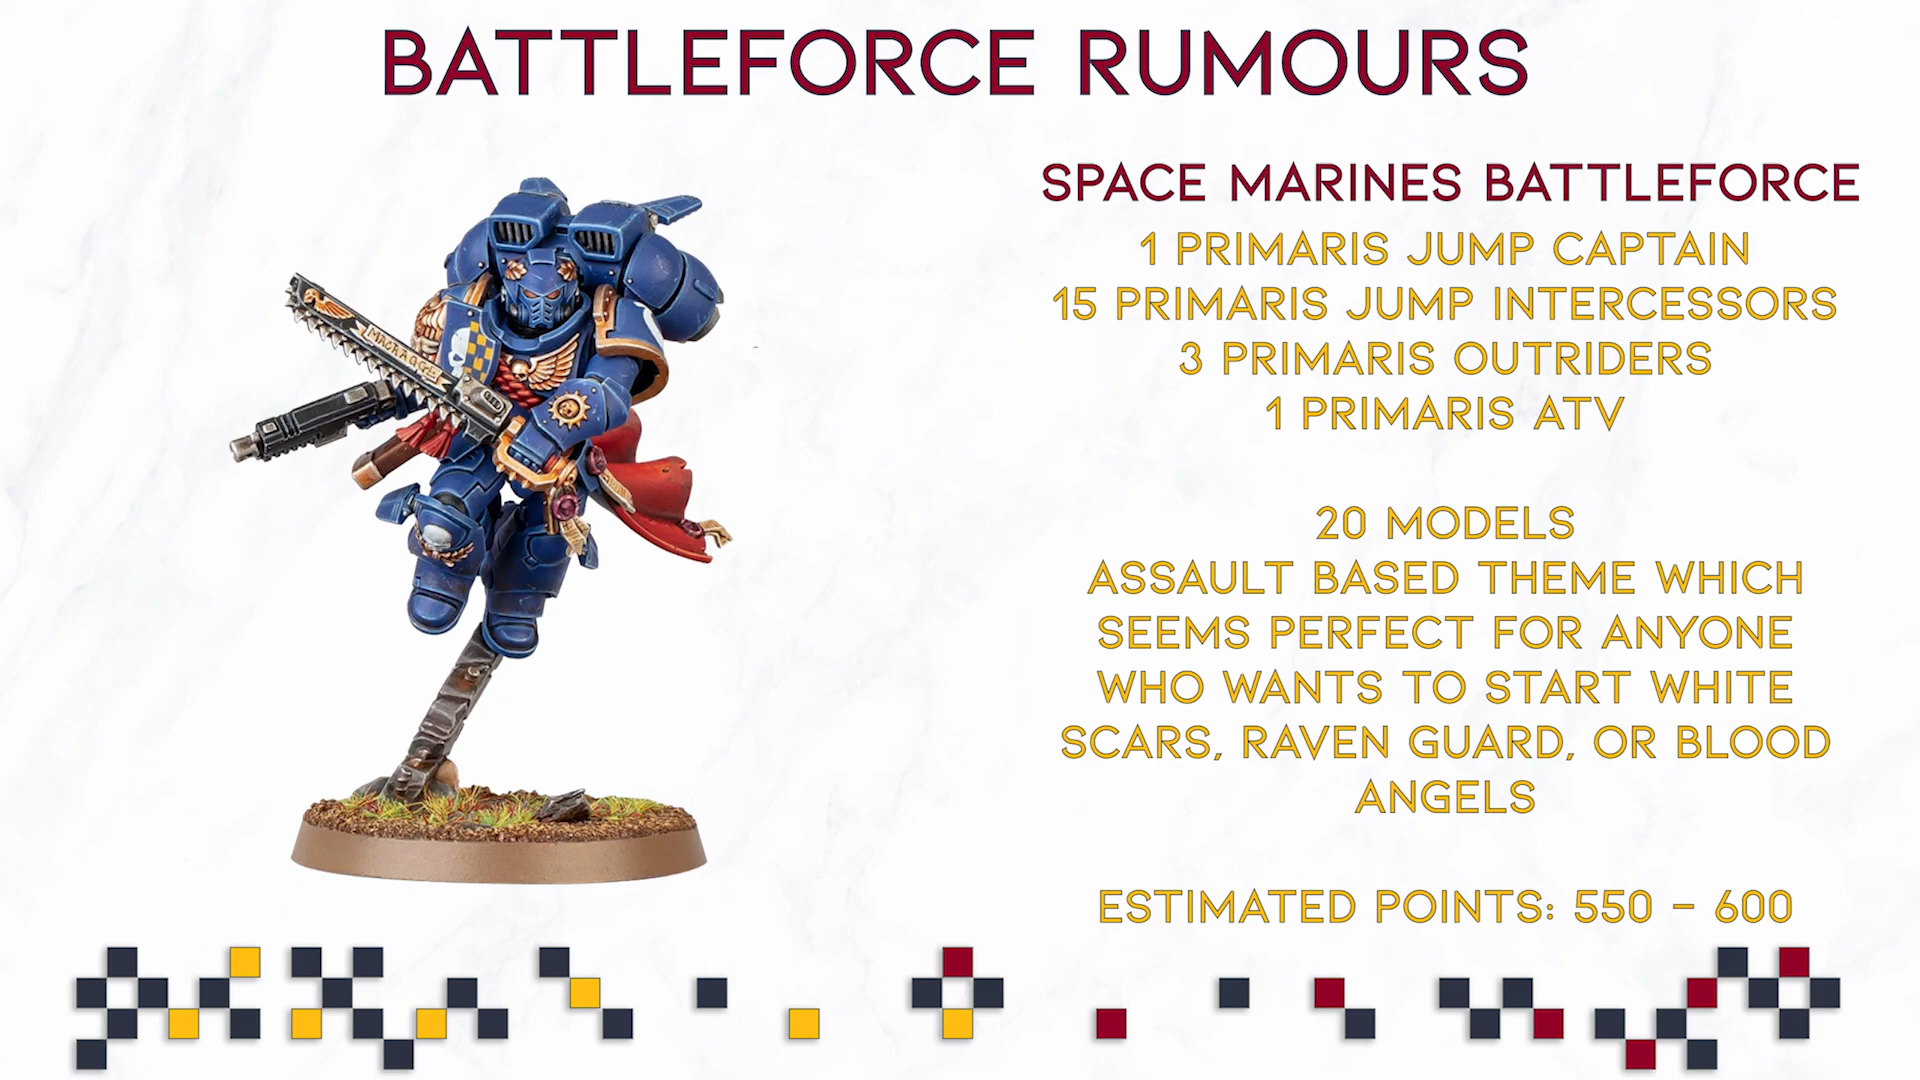 BATTLEFORCE RUMOURS
SPACE MARINES BATTLEFORCE
1 PRIMARIS JUMP CAPTAIN
15 PRIMARIS JUMP INTERCESSORS
3 PRIMARIS OUTRIDERS
1 PRIMARIS ATV
20 MODELS
ASSAULT BASED THEME WHICH
SEEMS PERFECT FOR ANYONE
WHO WANTS TO START WHITE
SCARS, RAVEN GUARD, OR BLOOD
ANGELS
ESTIMATED POINTS: 550 - 600
MACRAGGE